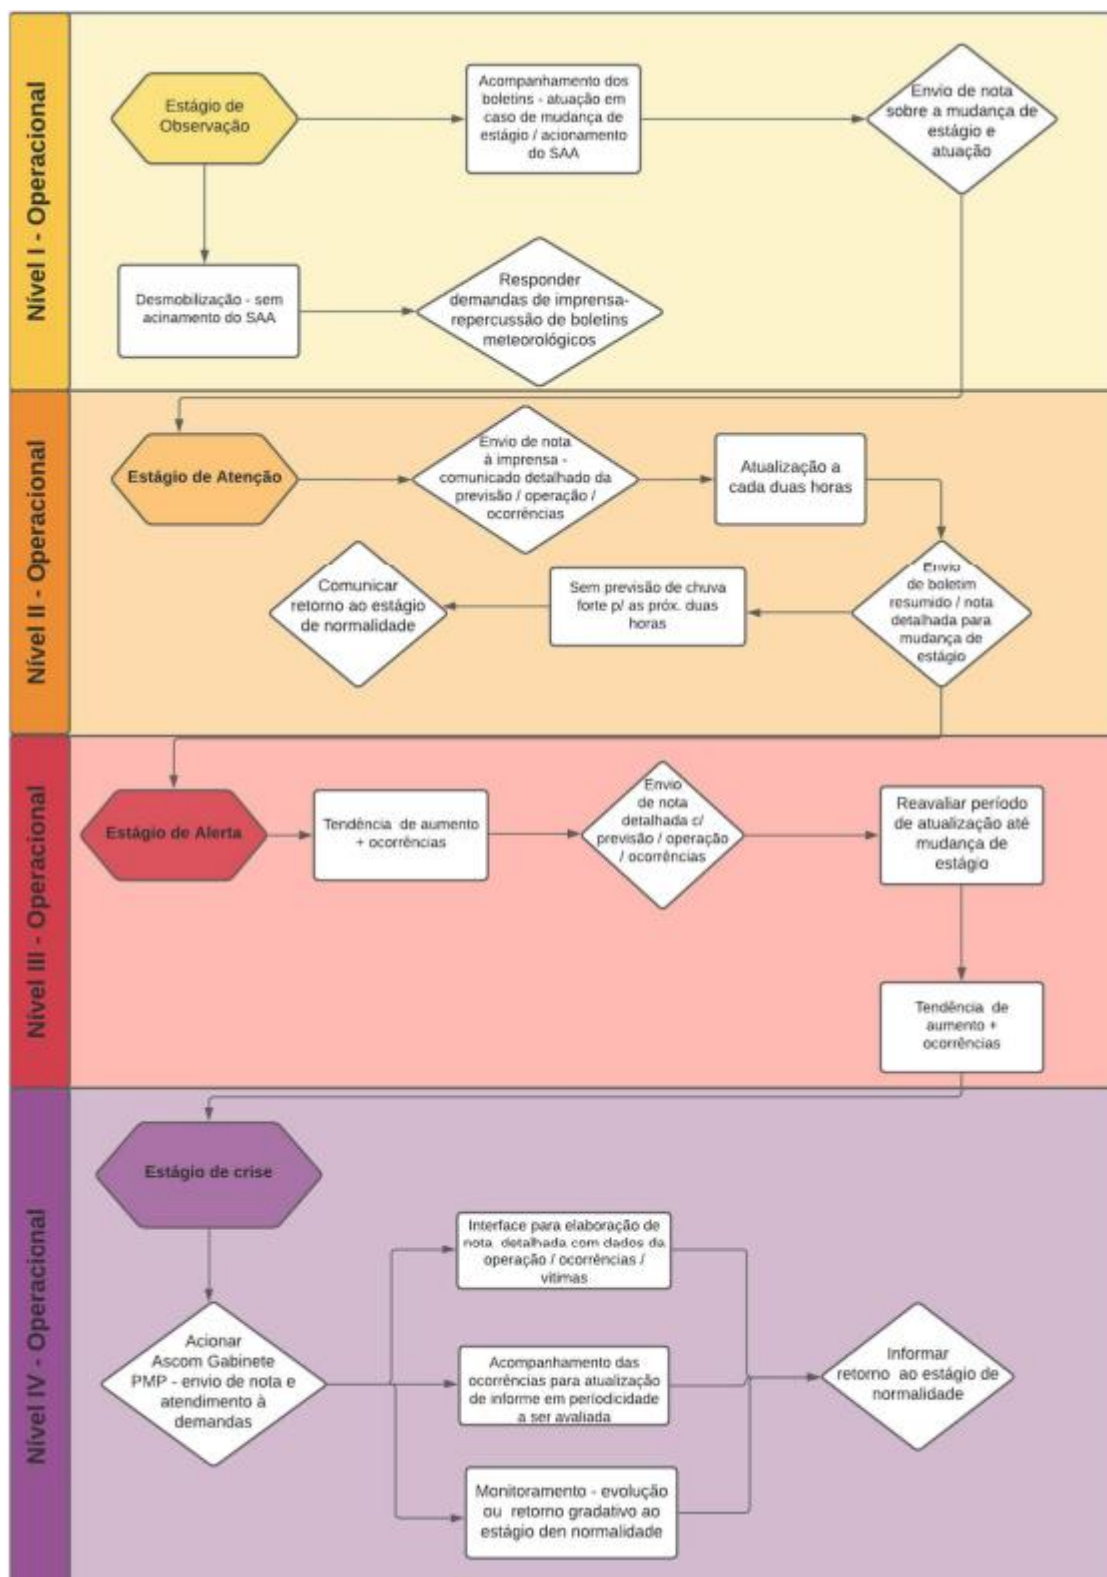 Nível I - Operacional
Estágio de
Observação
Acompanhamento dos
boletins - atuação em
caso de mudança de
estágio / acionamento
do SAA
Envio de nota
sobre a mudança de
estágio e
atuação
Desmobilização - sem
acinamento do SAA
Responder
demandas de imprensa-
repercussão de boletins
meteorológicos
Nível II - Operacional
Estágio de Atenção
Envio de nota
à imprensa -
comunicado detalhado da
previsão / operação /
ocorrências
Atualização a
cada duas horas
Envio
de boletim
resumido / nota
detalhada para
mudança de
estágio
Sem previsão de chuva
forte p/ as próx. duas
horas
Comunicar
retorno ao estágio
de normalidade
Nível III - Operacional
Estágio de Alerta
Tendência de aumento
+ ocorrências
Envio
de nota
detalhada c/
previsão / operação
/ ocorrências
Reavaliar período
de atualização até
mudança de
estágio
Tendência de
aumento +
ocorrências
Nível IV - Operacional
Estágio de crise
Acionar
Ascom Gabinete
PMP - envio de nota e
atendimento à
demandas
Interface para elaboração de
nota detalhada com dados da
operação / ocorrências /
vitimas
Acompanhamento das
ocorrências para atualização
de informe em periodicidade
a ser avaliada
Monitoramento - evolução
ou retorno gradativo ao
estágio den normalidade
Informar
retorno ao estágio de
normalidade